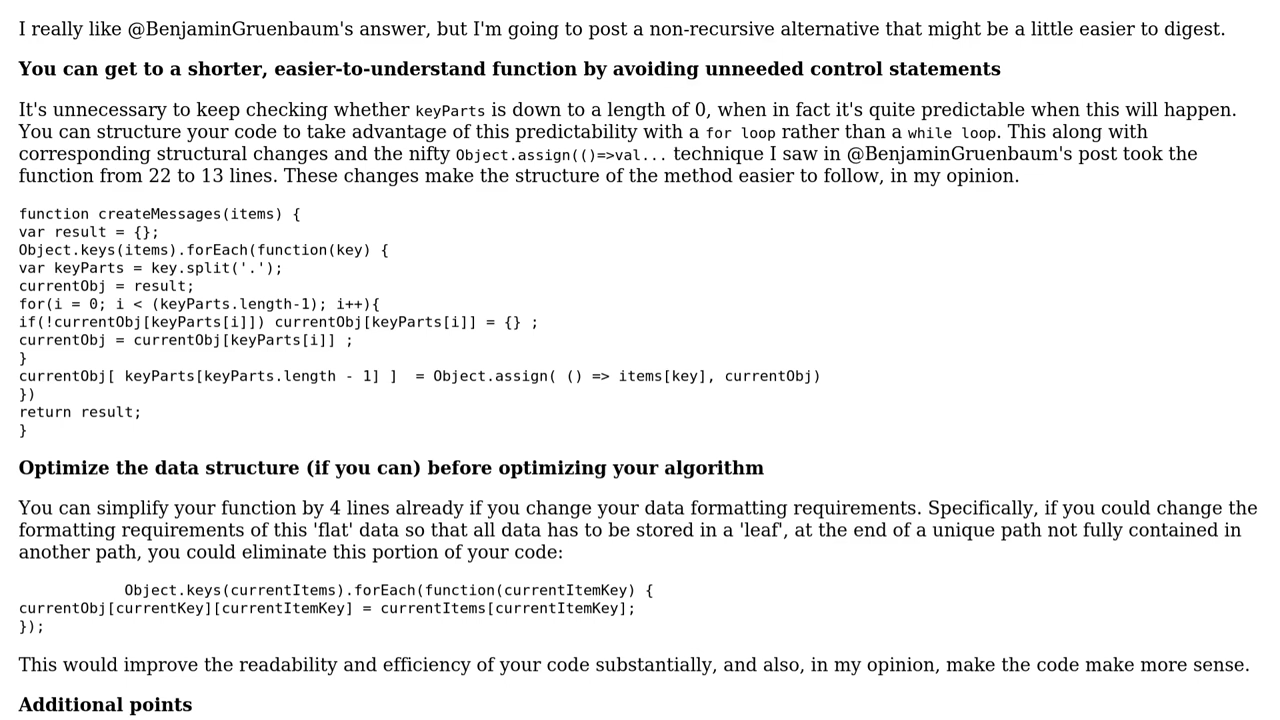 I really like @BenjaminGruenbaum's answer, but I'm going to post a non-recursive alternative that might be a little easier to digest.
You can get to a shorter, easier-to-understand function by avoiding unneeded control statements
It's unnecessary to keep checking whether keyParts is down to a length of 0, when in fact it's quite predictable when this will happen.
You can structure your code to take advantage of this predictability with a for loop rather than a while loop. This along with
corresponding structural changes and the nifty Object.assign(()=>val... technique I saw in @BenjaminGruenbaum's post took the
function from 22 to 13 lines. These changes make the structure of the method easier to follow, in my opinion.
function createMessages(items) {
var result = {};
Object.keys(items).forEach(function(key) {
var keyParts = key.split('.');
currentObj = result;
for(i = 0; i < (keyParts.length-1); i++){
if(!currentObj[keyParts[i]]) currentObj[keyParts[i]] = {} ;
currentObj = currentObj[keyParts[i]] ;
}
currentObj[ keyParts[keyParts.length - 1] ]  = Object.assign( () => items[key], currentObj)
})
return result;
}
Optimize the data structure (if you can) before optimizing your algorithm
You can simplify your function by 4 lines already if you change your data formatting requirements. Specifically, if you could change the
formatting requirements of this 'flat' data so that all data has to be stored in a 'leaf', at the end of a unique path not fully contained in
another path, you could eliminate this portion of your code:
            Object.keys(currentItems).forEach(function(currentItemKey) {
currentObj[currentKey][currentItemKey] = currentItems[currentItemKey];
});
This would improve the readability and efficiency of your code substantially, and also, in my opinion, make the code make more sense.
Additional points